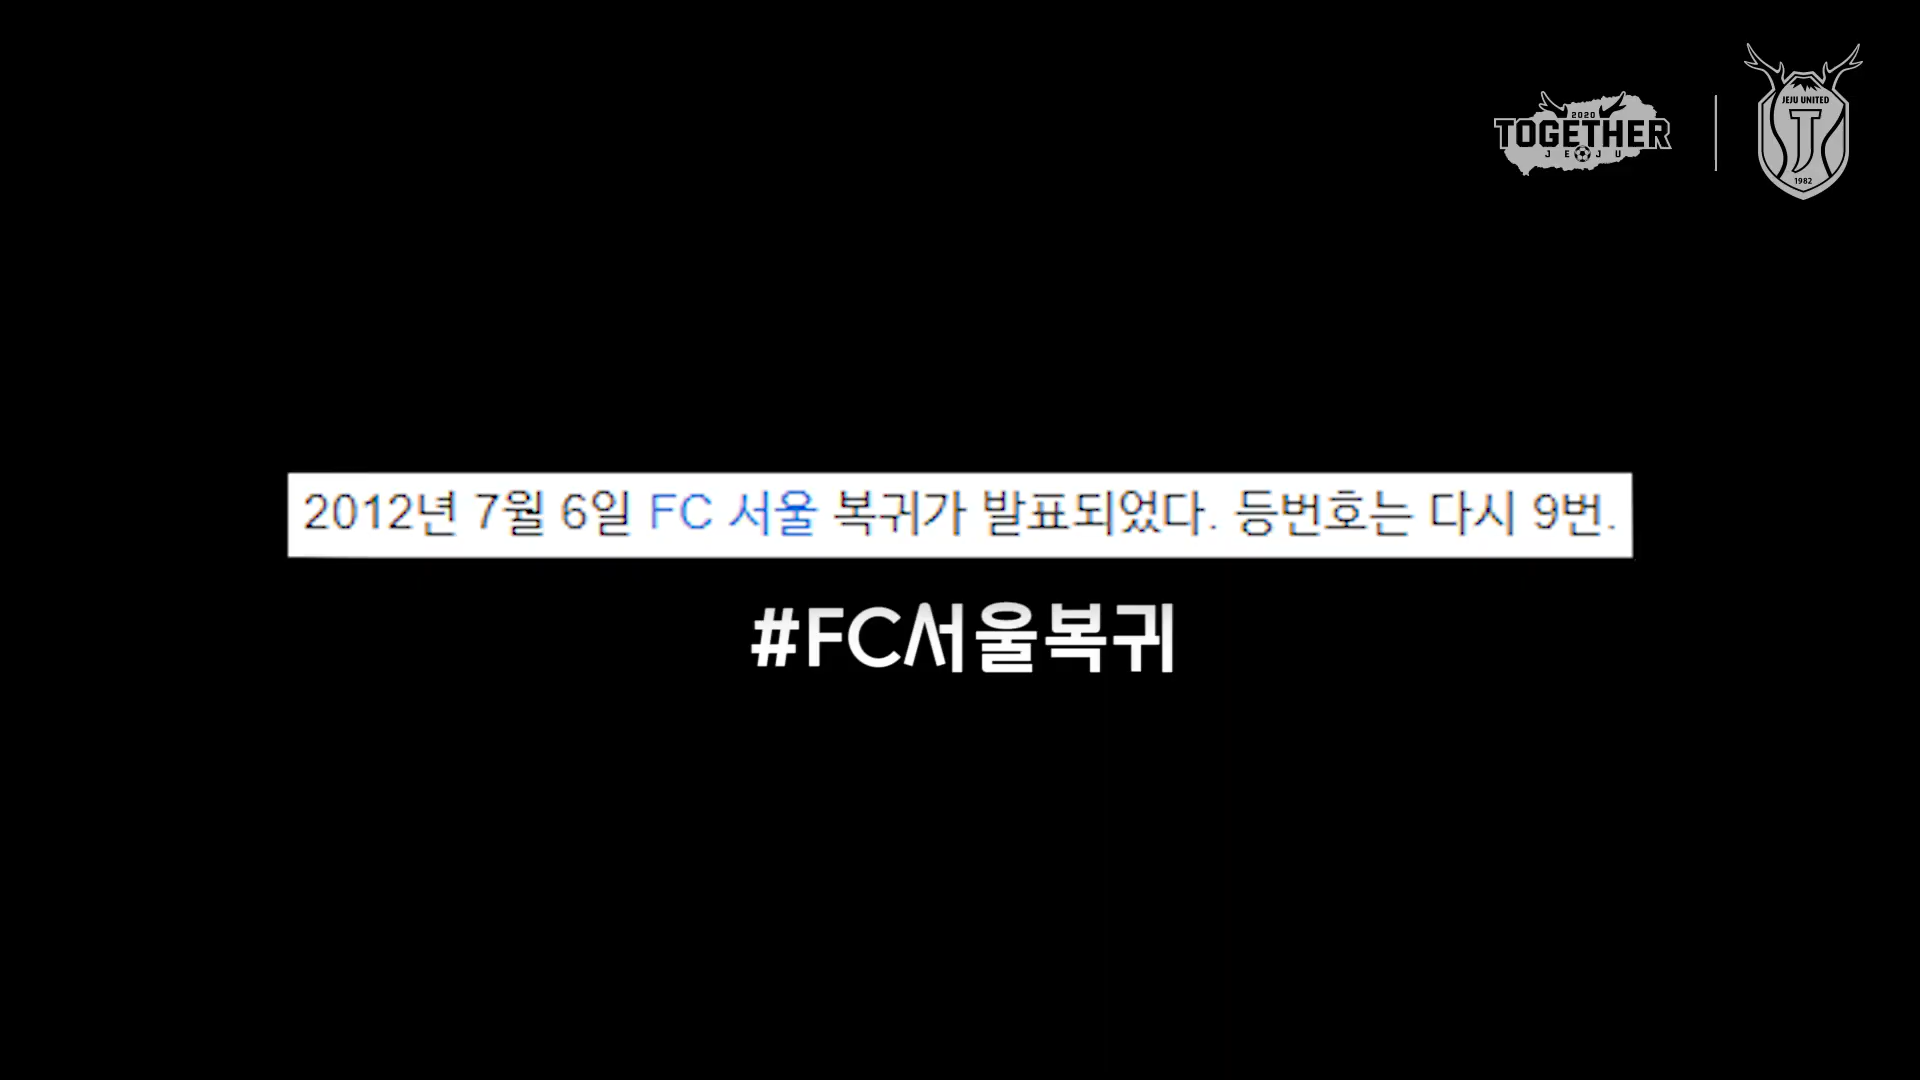 2020
TOGETHER
JEJU
JEJU UNITED
J
1982
2012년 7월 6일 FC 서울 복귀가 발표되었다. 등번호는 다시 9번.
#FC서울복귀